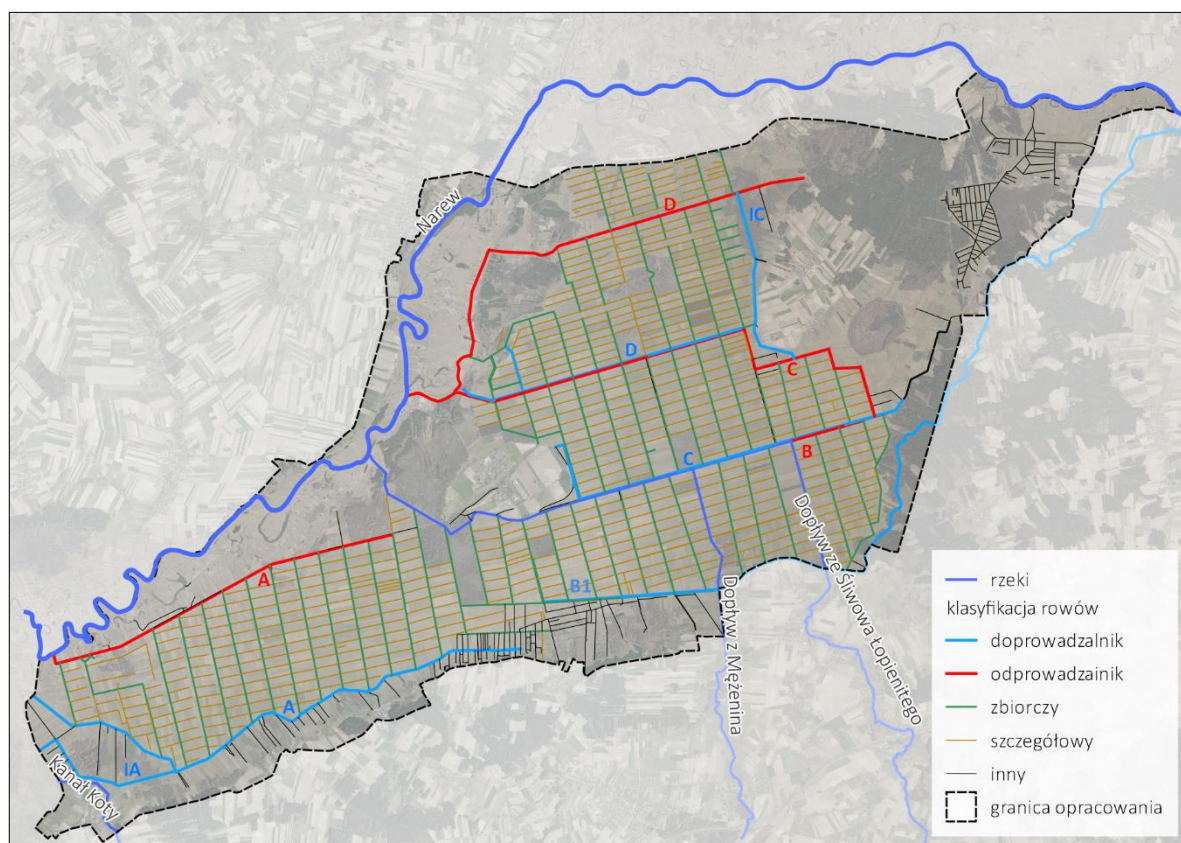 Narew
D
IC
D
C
C
B
A
B1
A
IA
Kanał Koty
Dopływ z Mężenina
Dopływ ze Śliwowa Łopienitego
rzeki
klasyfikacja rowów
doprowadzalnik
odprowadzalnik
zbiorczy
szczegółowy
inny
granica opracowania